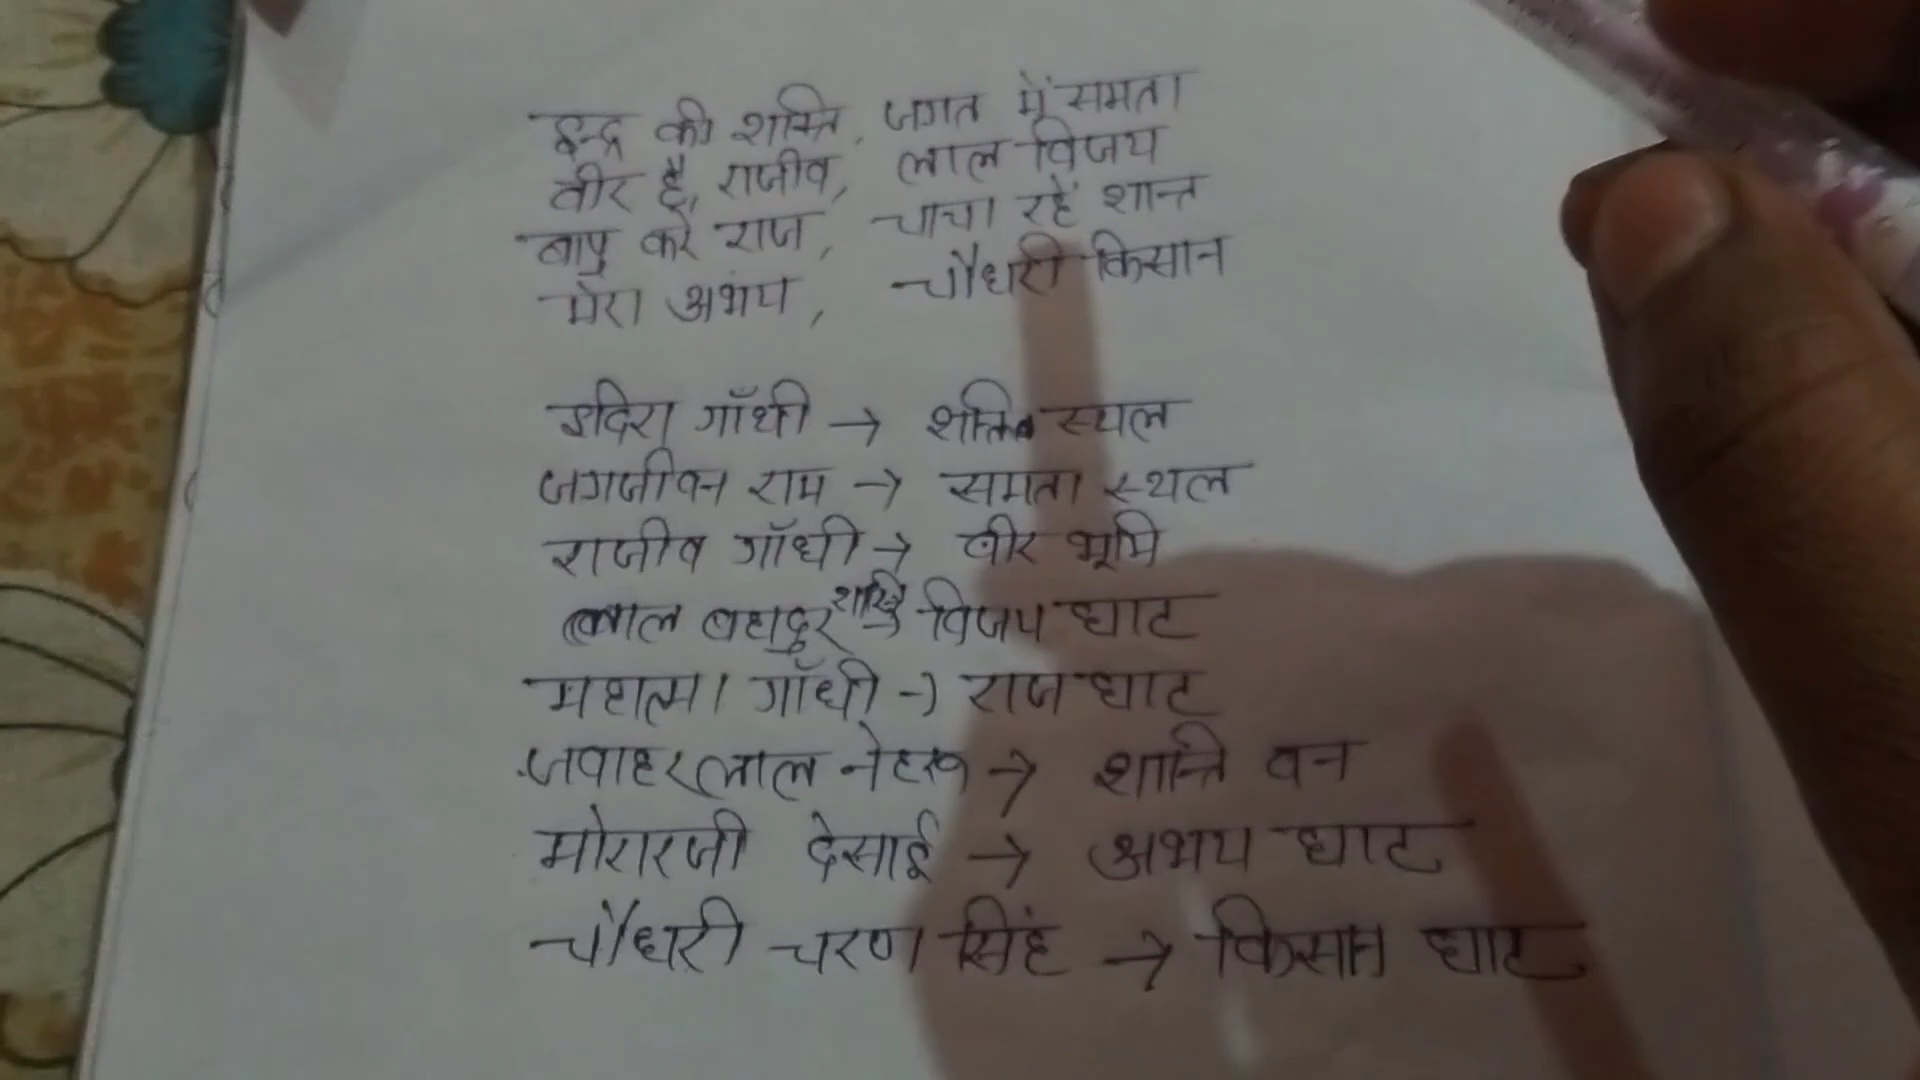 इन्द्र की शक्ति, जगत में समता
वीर है, राजीव, लाल विजय
बापु करे राज, चाचा रहें शान्त
मेरा अभय, चौधरी किसान
इंदिरा गाँधी → शक्ति स्थल
जगजीवन राम → समता स्थल
राजीव गाँधी → वीर भूमि
लाल बहादुर शास्त्री → विजय घाट
महात्मा गाँधी → राज घाट
जवाहरलाल नेहरू → शान्ति वन
मोरारजी देसाई → अभय घाट
चौधरी चरण सिंह → किसान घाट